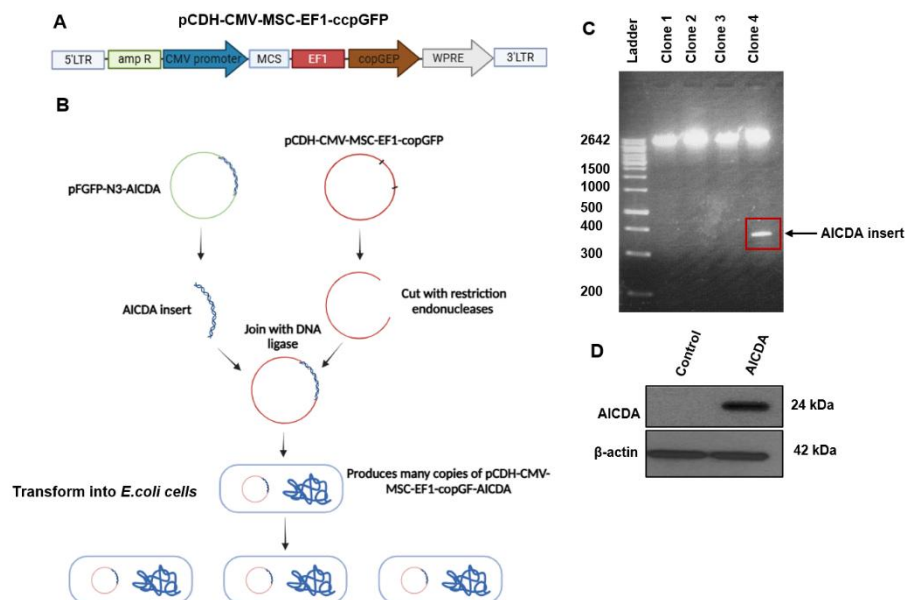 A
pCDH-CMV-MSC-EF1-ccpGFP
5'LTR
amp R
CMV promoter
MCS
EF1
copGEP
WPRE
3'LTR
B
pCDH-CMV-MSC-EF1-copGFP
pFGFP-N3-AICDA
AICDA insert
Cut with restriction
endonucleases
Join with DNA
ligase
Transform into E.coli cells
Produces many copies of pCDH-CMV-
MSC-EF1-copGF-AICDA
C
Ladder
Clone 1
Clone 2
Clone 3
Clone 4
2642
1500
1000
500
400
300
200
AICDA insert
D
Control
AICDA
AICDA
24 kDa
β-actin
42 kDa